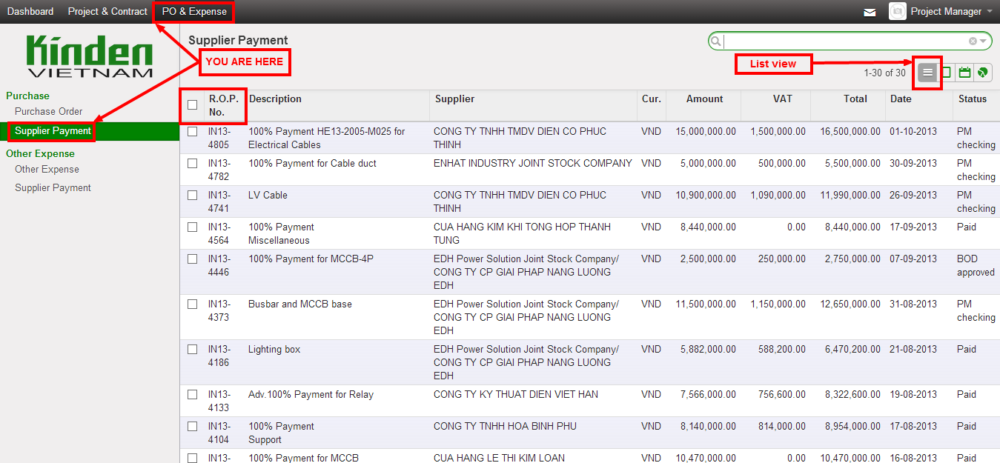 Dashboard Project & Contract PO & Expense Project Manager
Kinden
VIETNAM
Supplier Payment
YOU ARE HERE
List view
1-30 of 30
Purchase
Purchase Order
Supplier Payment
Other Expense
Other Expense
Supplier Payment
R.O.P. No. Description Supplier Cur. Amount VAT Total Date Status
IN13- 100% Payment HE13-2005-M025 for CONG TY TNHH TMDV DIEN CO PHUC VND 15,000,000.00 1,500,000.00 16,500,000.00 01-10-2013 PM
4805 Electrical Cables THINH checking
IN13- 100% Payment for Cable duct ENHAT INDUSTRY JOINT STOCK COMPANY VND 5,000,000.00 500,000.00 5,500,000.00 30-09-2013 PM
4782 checking
IN13- LV Cable CONG TY TNHH TMDV DIEN CO PHUC VND 10,900,000.00 1,090,000.00 11,990,000.00 26-09-2013 PM
4741 THINH checking
IN13- 100% Payment CUA HANG KIM KHI TONG HOP THANH VND 8,440,000.00 0.00 8,440,000.00 17-09-2013 Paid
4564 Miscellaneous TUNG
IN13- 100% Payment for MCCB-4P EDH Power Solution Joint Stock Company/ VND 2,500,000.00 250,000.00 2,750,000.00 07-09-2013 BOD
4446 CONG TY CP GIAI PHAP NANG LUONG approved
EDH
IN13- Busbar and MCCB base EDH Power Solution Joint Stock Company/ VND 11,500,000.00 1,150,000.00 12,650,000.00 31-08-2013 PM
4373 CONG TY CP GIAI PHAP NANG LUONG checking
EDH
IN13- Lighting box EDH Power Solution Joint Stock Company/ VND 5,882,000.00 588,200.00 6,470,200.00 21-08-2013 Paid
4186 CONG TY CP GIAI PHAP NANG LUONG
EDH
IN13- Adv.100% Payment for Relay CONG TY KY THUAT DIEN VIET HAN VND 7,566,000.00 756,600.00 8,322,600.00 19-08-2013 Paid
4133
IN13- 100% Payment CONG TY TNHH HOA BINH PHU VND 8,140,000.00 814,000.00 8,954,000.00 17-08-2013 Paid
4104 Support
IN13- 100% Payment for MCCB CUA HANG LE THI KIM LOAN VND 10,470,000.00 0.00 10,470,000.00 16-08-2013 Paid